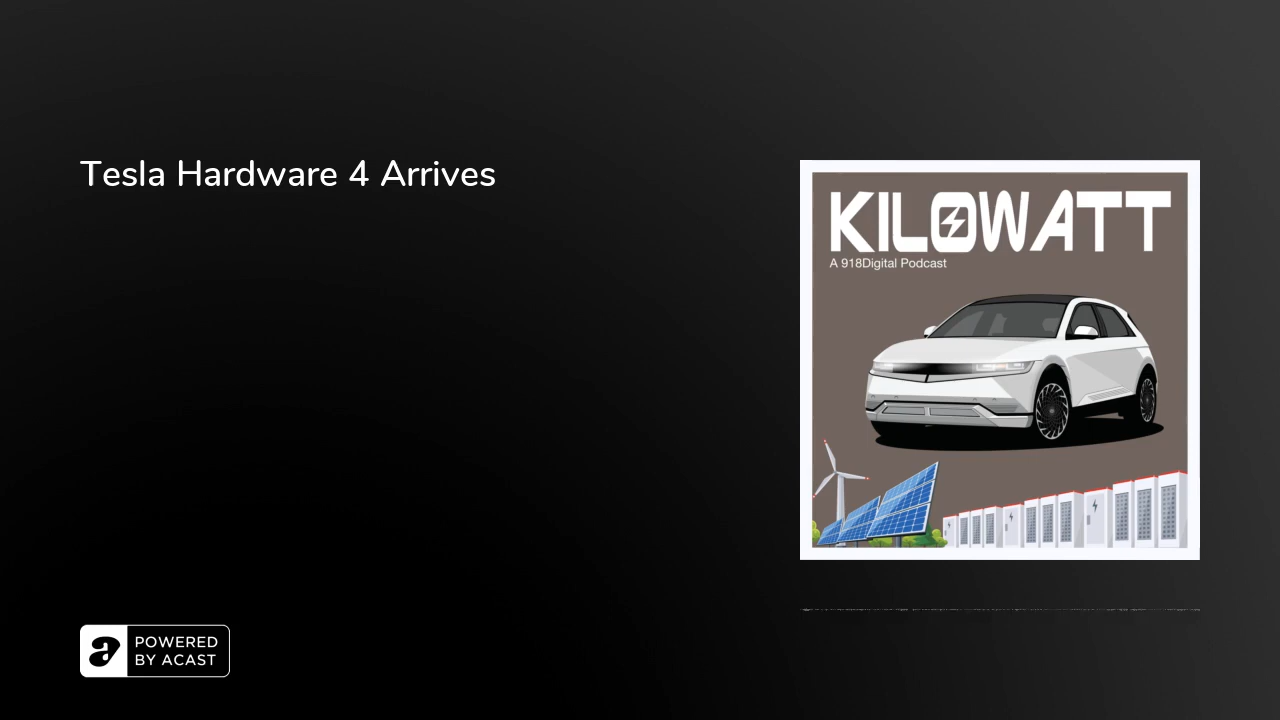 Tesla Hardware 4 Arrives
KILOWATT
A 918Digital Podcast
POWERED
BY ACAST